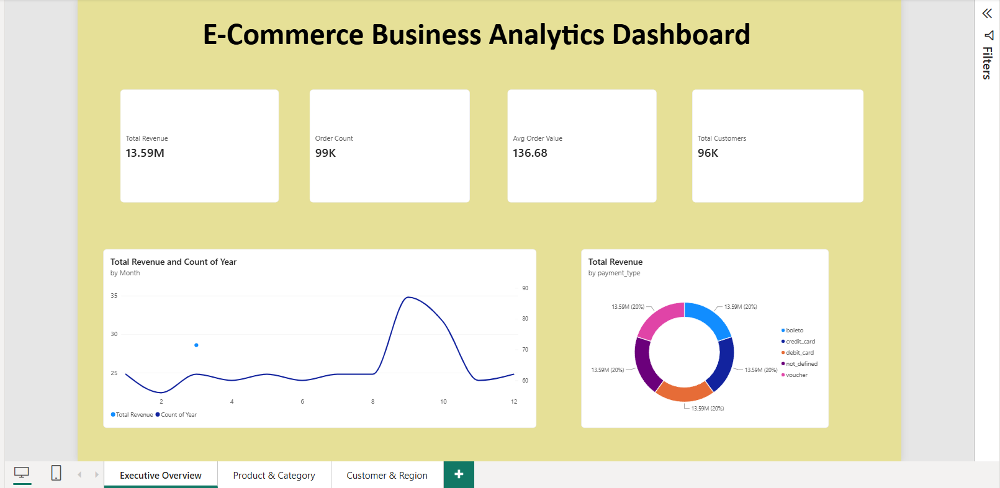 E-Commerce Business Analytics Dashboard
Filters
Total Revenue
13.59M
Order Count
99K
Avg Order Value
136.68
Total Customers
96K
Total Revenue and Count of Year
by Month
35
30
25
90
80
70
60
2 4 6 8 10 12
Total Revenue Count of Year
Total Revenue
by payment_type
13.59M (20%) 13.59M (20%)
13.59M (20%) 13.59M (20%)
13.59M (20%)
boleto
credit_card
debit_card
not_defined
voucher
Executive Overview Product & Category Customer & Region